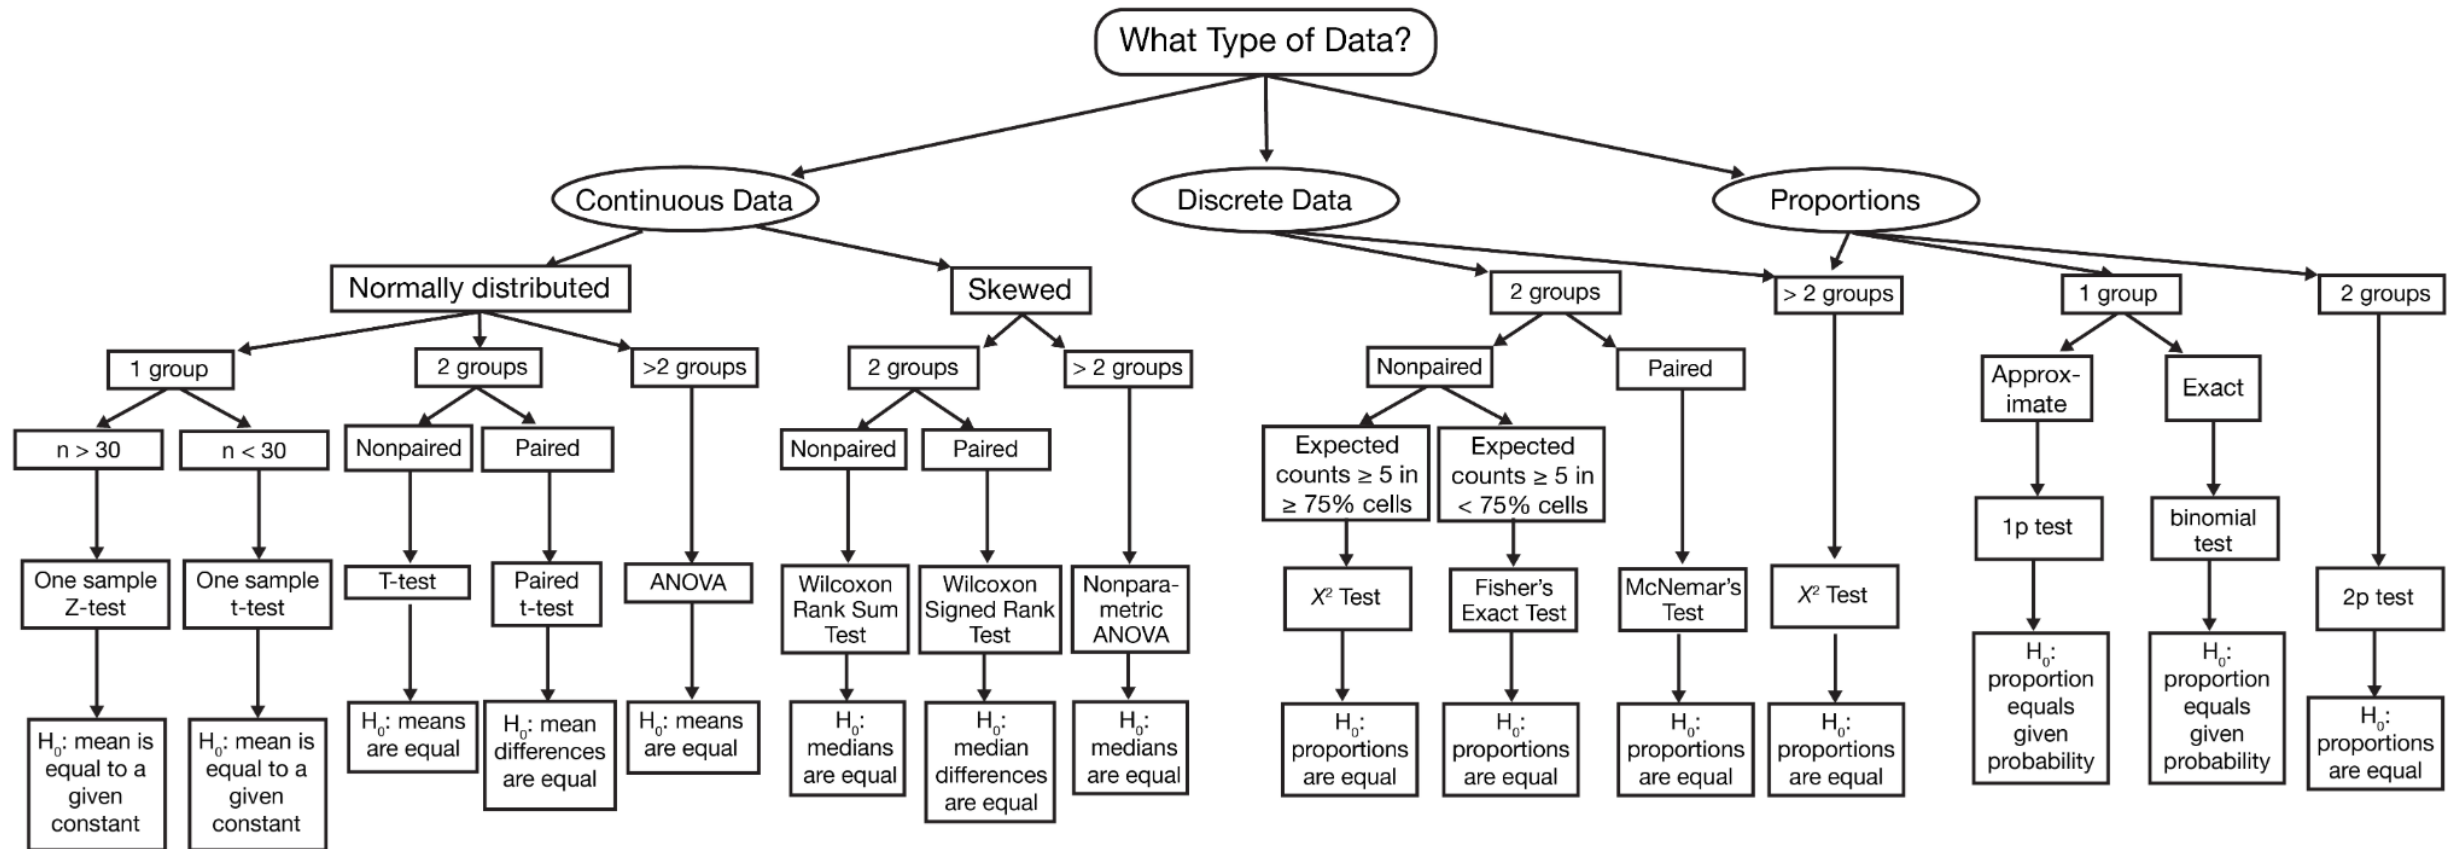 What Type of Data?
Continuous Data
Discrete Data
Proportions
Normally distributed
Skewed
2 groups
> 2 groups
1 group
2 groups
1 group
2 groups
>2 groups
2 groups
> 2 groups
Nonpaired
Paired
Approx-
imate
Exact
n > 30
n < 30
Nonpaired
Paired
Nonpaired
Paired
Expected
counts ≥ 5 in
≥ 75% cells
Expected
counts ≥ 5 in
< 75% cells
1p test
binomial
test
One sample
Z-test
One sample
t-test
T-test
Paired
t-test
ANOVA
Wilcoxon
Rank Sum
Test
Wilcoxon
Signed Rank
Test
Nonpara-
metric
ANOVA
X² Test
Fisher's
Exact Test
McNemar's
Test
X² Test
2p test
H₀: mean is
equal to a
given
constant
H₀: mean is
equal to a
given
constant
H₀: means
are equal
H₀: mean
differences
are equal
H₀: means
are equal
H₀:
medians
are equal
H₀:
median
differences
are equal
H₀:
medians
are equal
H₀:
proportions
are equal
H₀:
proportions
are equal
H₀:
proportions
are equal
H₀:
proportions
are equal
H₀:
proportion
equals
given
probability
H₀:
proportion
equals
given
probability
H₀:
proportions
are equal